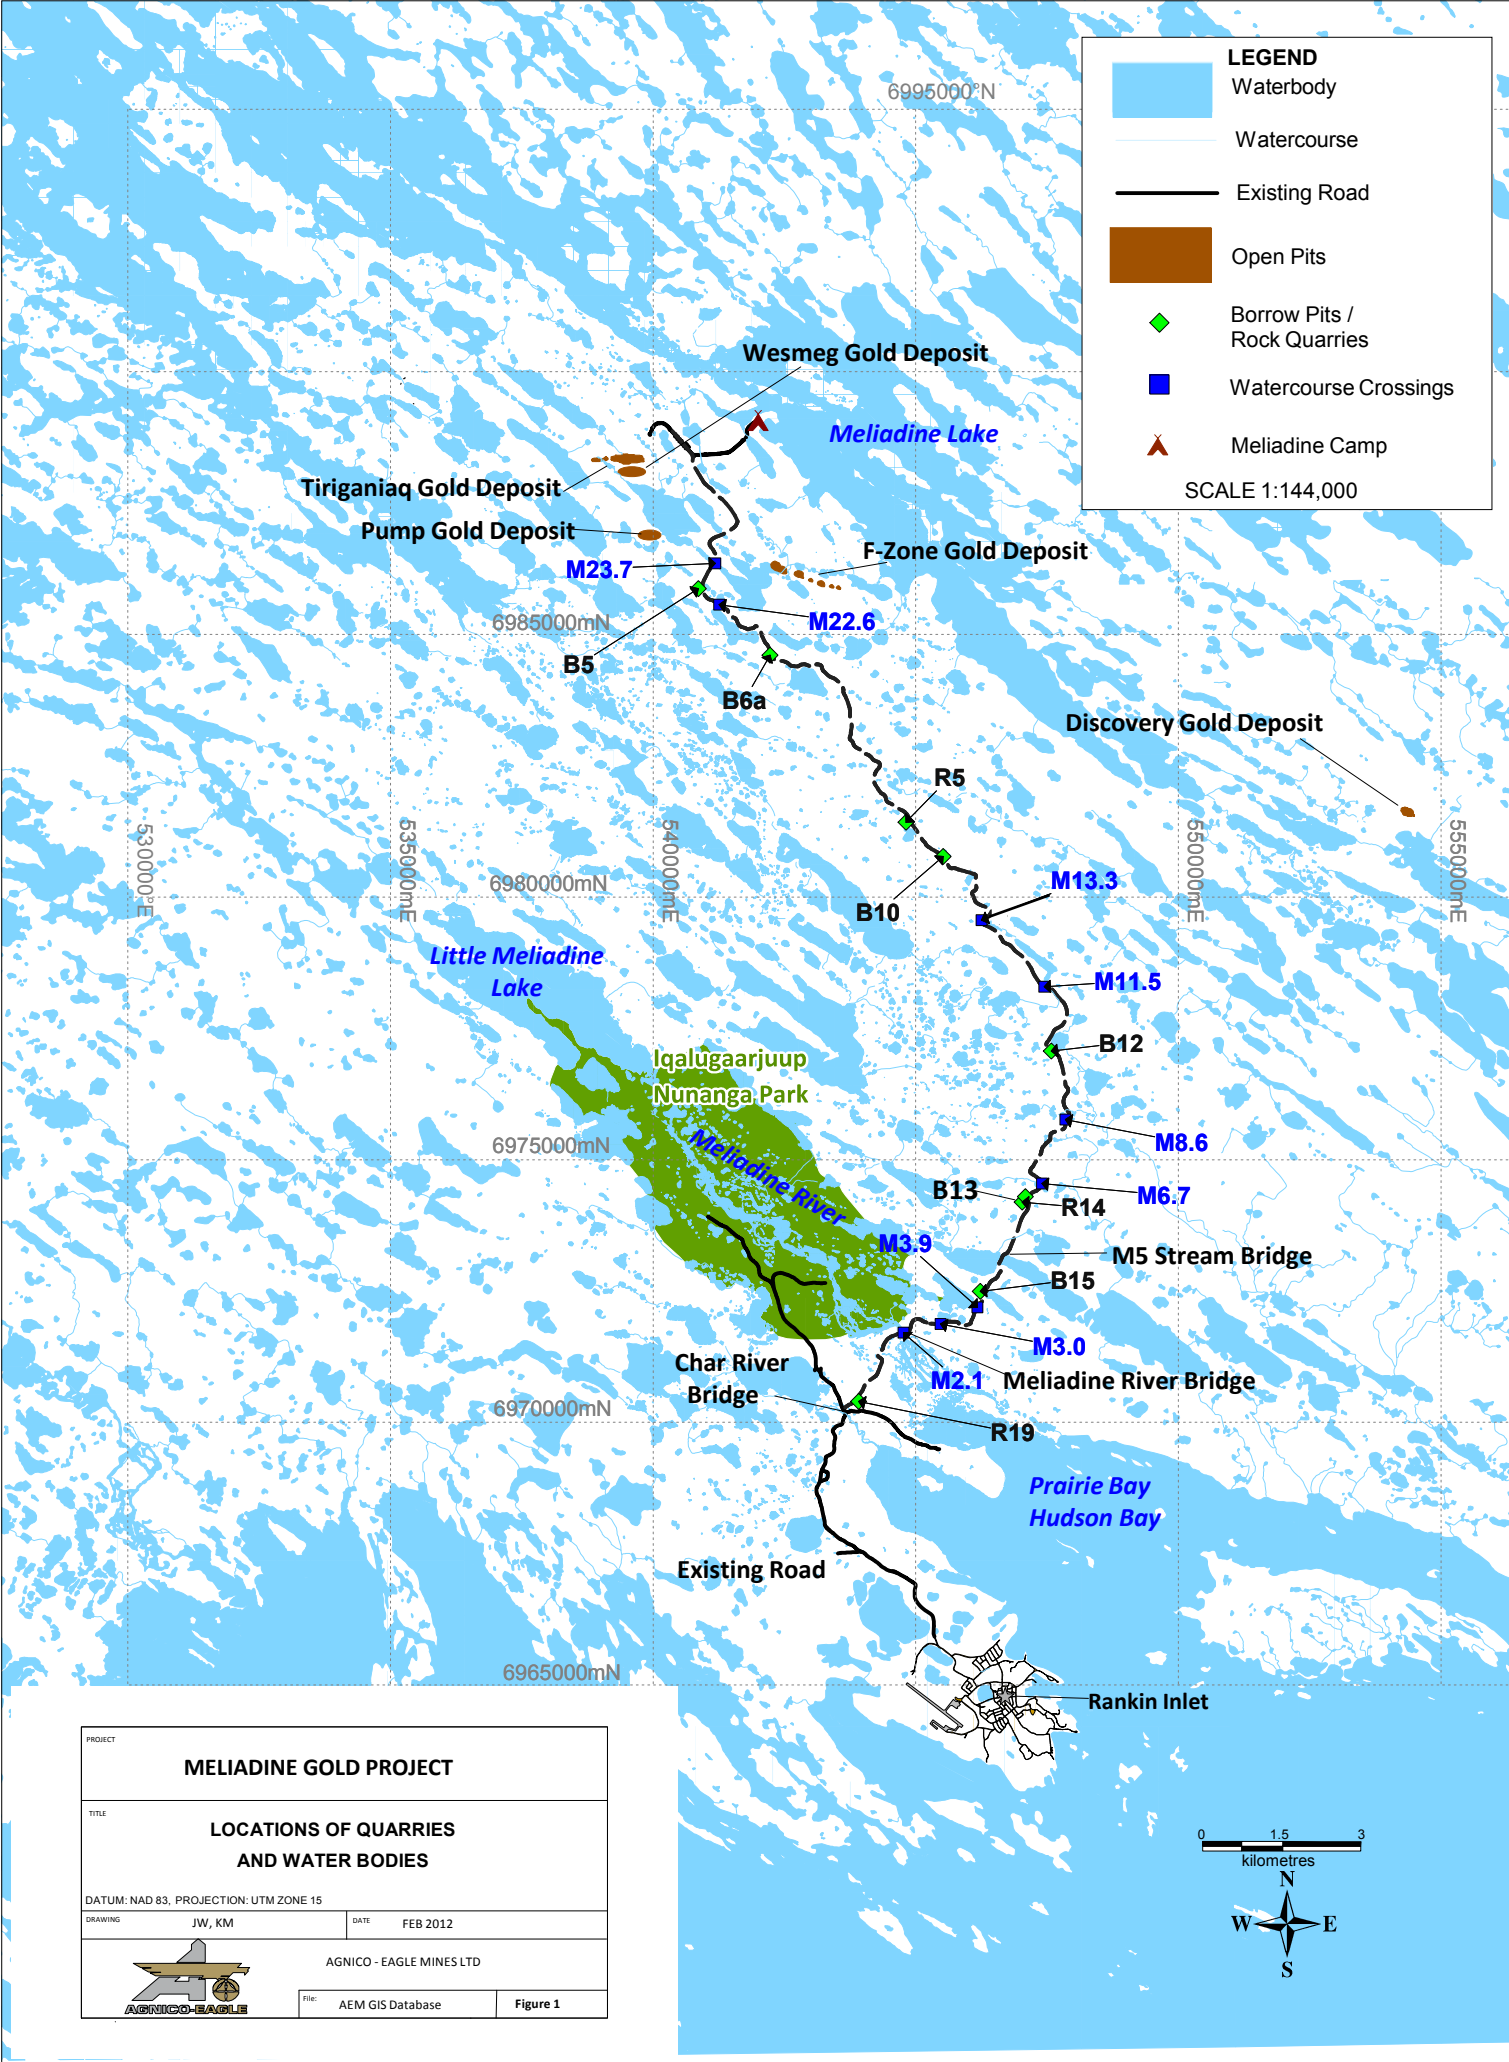 LEGEND
Waterbody
Watercourse
Existing Road
Open Pits
Borrow Pits /
Rock Quarries
Watercourse Crossings
Meliadine Camp
SCALE 1:144,000
6995000°N
Wesmeg Gold Deposit
Meliadine Lake
Tiriganiaq Gold Deposit
Pump Gold Deposit
F-Zone Gold Deposit
M23.7
M22.6
6985000mN
B5
B6a
Discovery Gold Deposit
R5
530000°E
535000mE
540000mE
550000mE
555000mE
6980000mN
M13.3
B10
Little Meliadine
Lake
M11.5
B12
Iqalugaarjuup
Nunanga Park
Meliadine River
6975000mN
M8.6
B13
M6.7
R14
M3.9
M5 Stream Bridge
B15
M3.0
Char River
Bridge
M2.1
Meliadine River Bridge
6970000mN
R19
Prairie Bay
Hudson Bay
Existing Road
6965000mN
Rankin Inlet
PROJECT
MELIADINE GOLD PROJECT
TITLE
LOCATIONS OF QUARRIES
AND WATER BODIES
DATUM: NAD 83, PROJECTION: UTM ZONE 15
DRAWING
JW, KM
DATE
FEB 2012
AGNICO - EAGLE MINES LTD
AGNICO-EAGLE
File:
AEM GIS Database
Figure 1
0 1.5 3
kilometres
N
W E
S